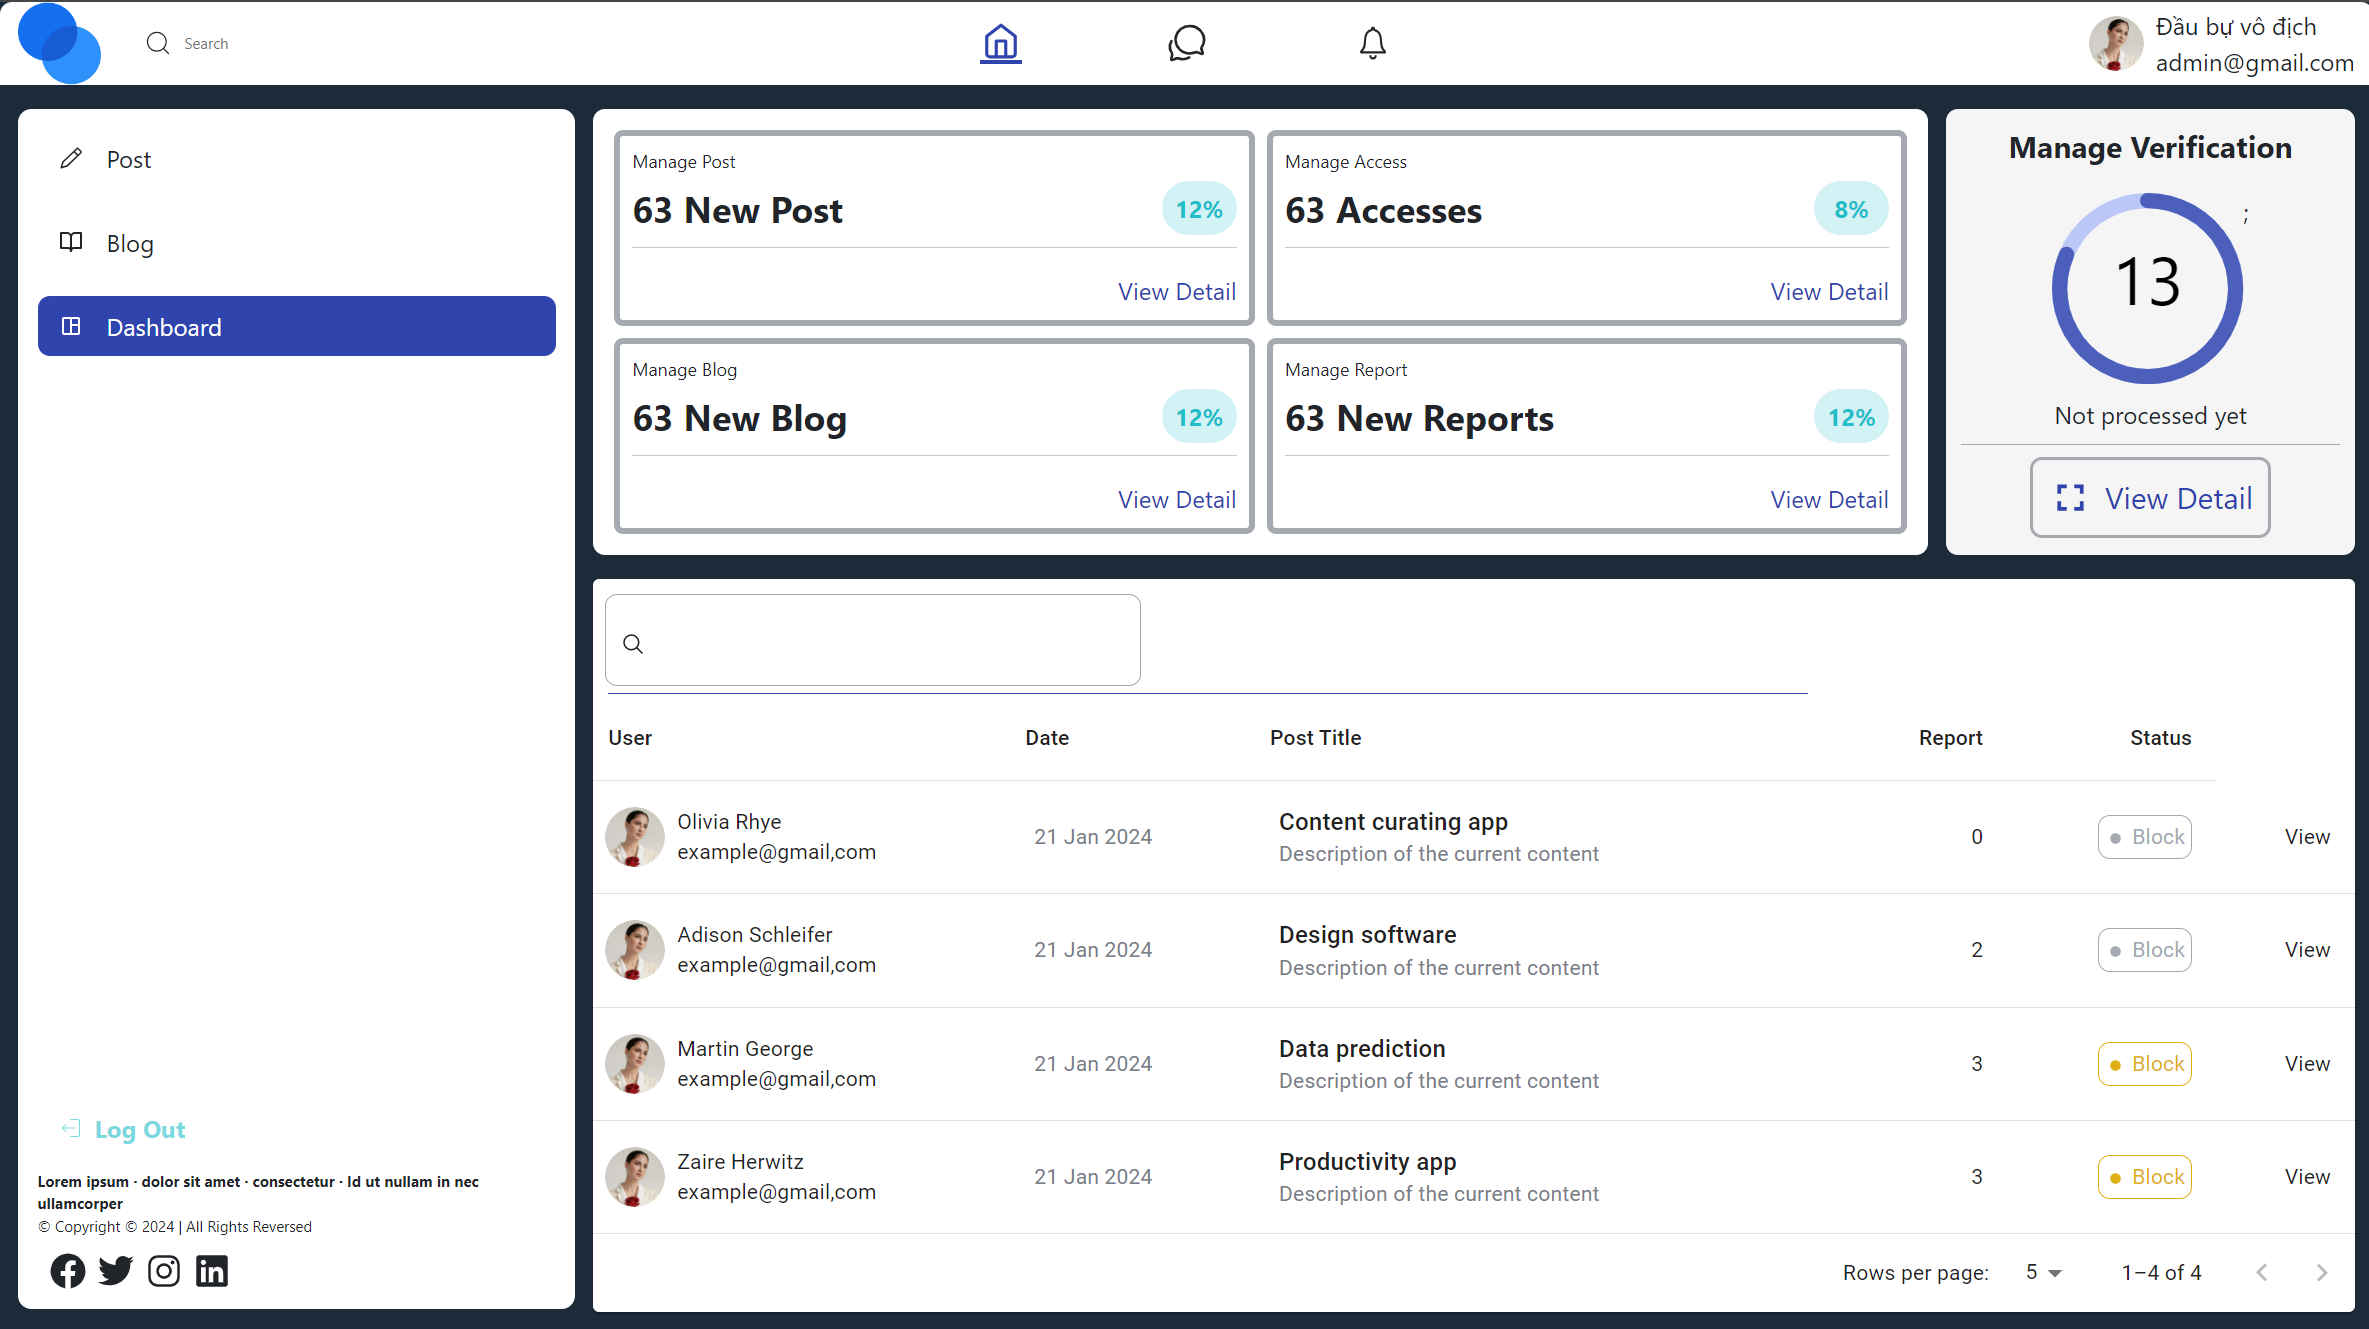 Search
Đầu bự vô địch
admin@gmail.com
Post
Blog
Dashboard
Manage Post
63 New Post
12%
View Detail
Manage Access
63 Accesses
8%
View Detail
Manage Blog
63 New Blog
12%
View Detail
Manage Report
63 New Reports
12%
View Detail
Manage Verification
;
13
Not processed yet
View Detail
User Date Post Title Report Status
Olivia Rhye
example@gmail,com
21 Jan 2024
Content curating app
Description of the current content
0
Block
View
Adison Schleifer
example@gmail,com
21 Jan 2024
Design software
Description of the current content
2
Block
View
Martin George
example@gmail,com
21 Jan 2024
Data prediction
Description of the current content
3
Block
View
Zaire Herwitz
example@gmail,com
21 Jan 2024
Productivity app
Description of the current content
3
Block
View
Rows per page: 5 1–4 of 4
Log Out
Lorem ipsum · dolor sit amet · consectetur · Id ut nullam in nec
ullamcorper
© Copyright © 2024 | All Rights Reversed